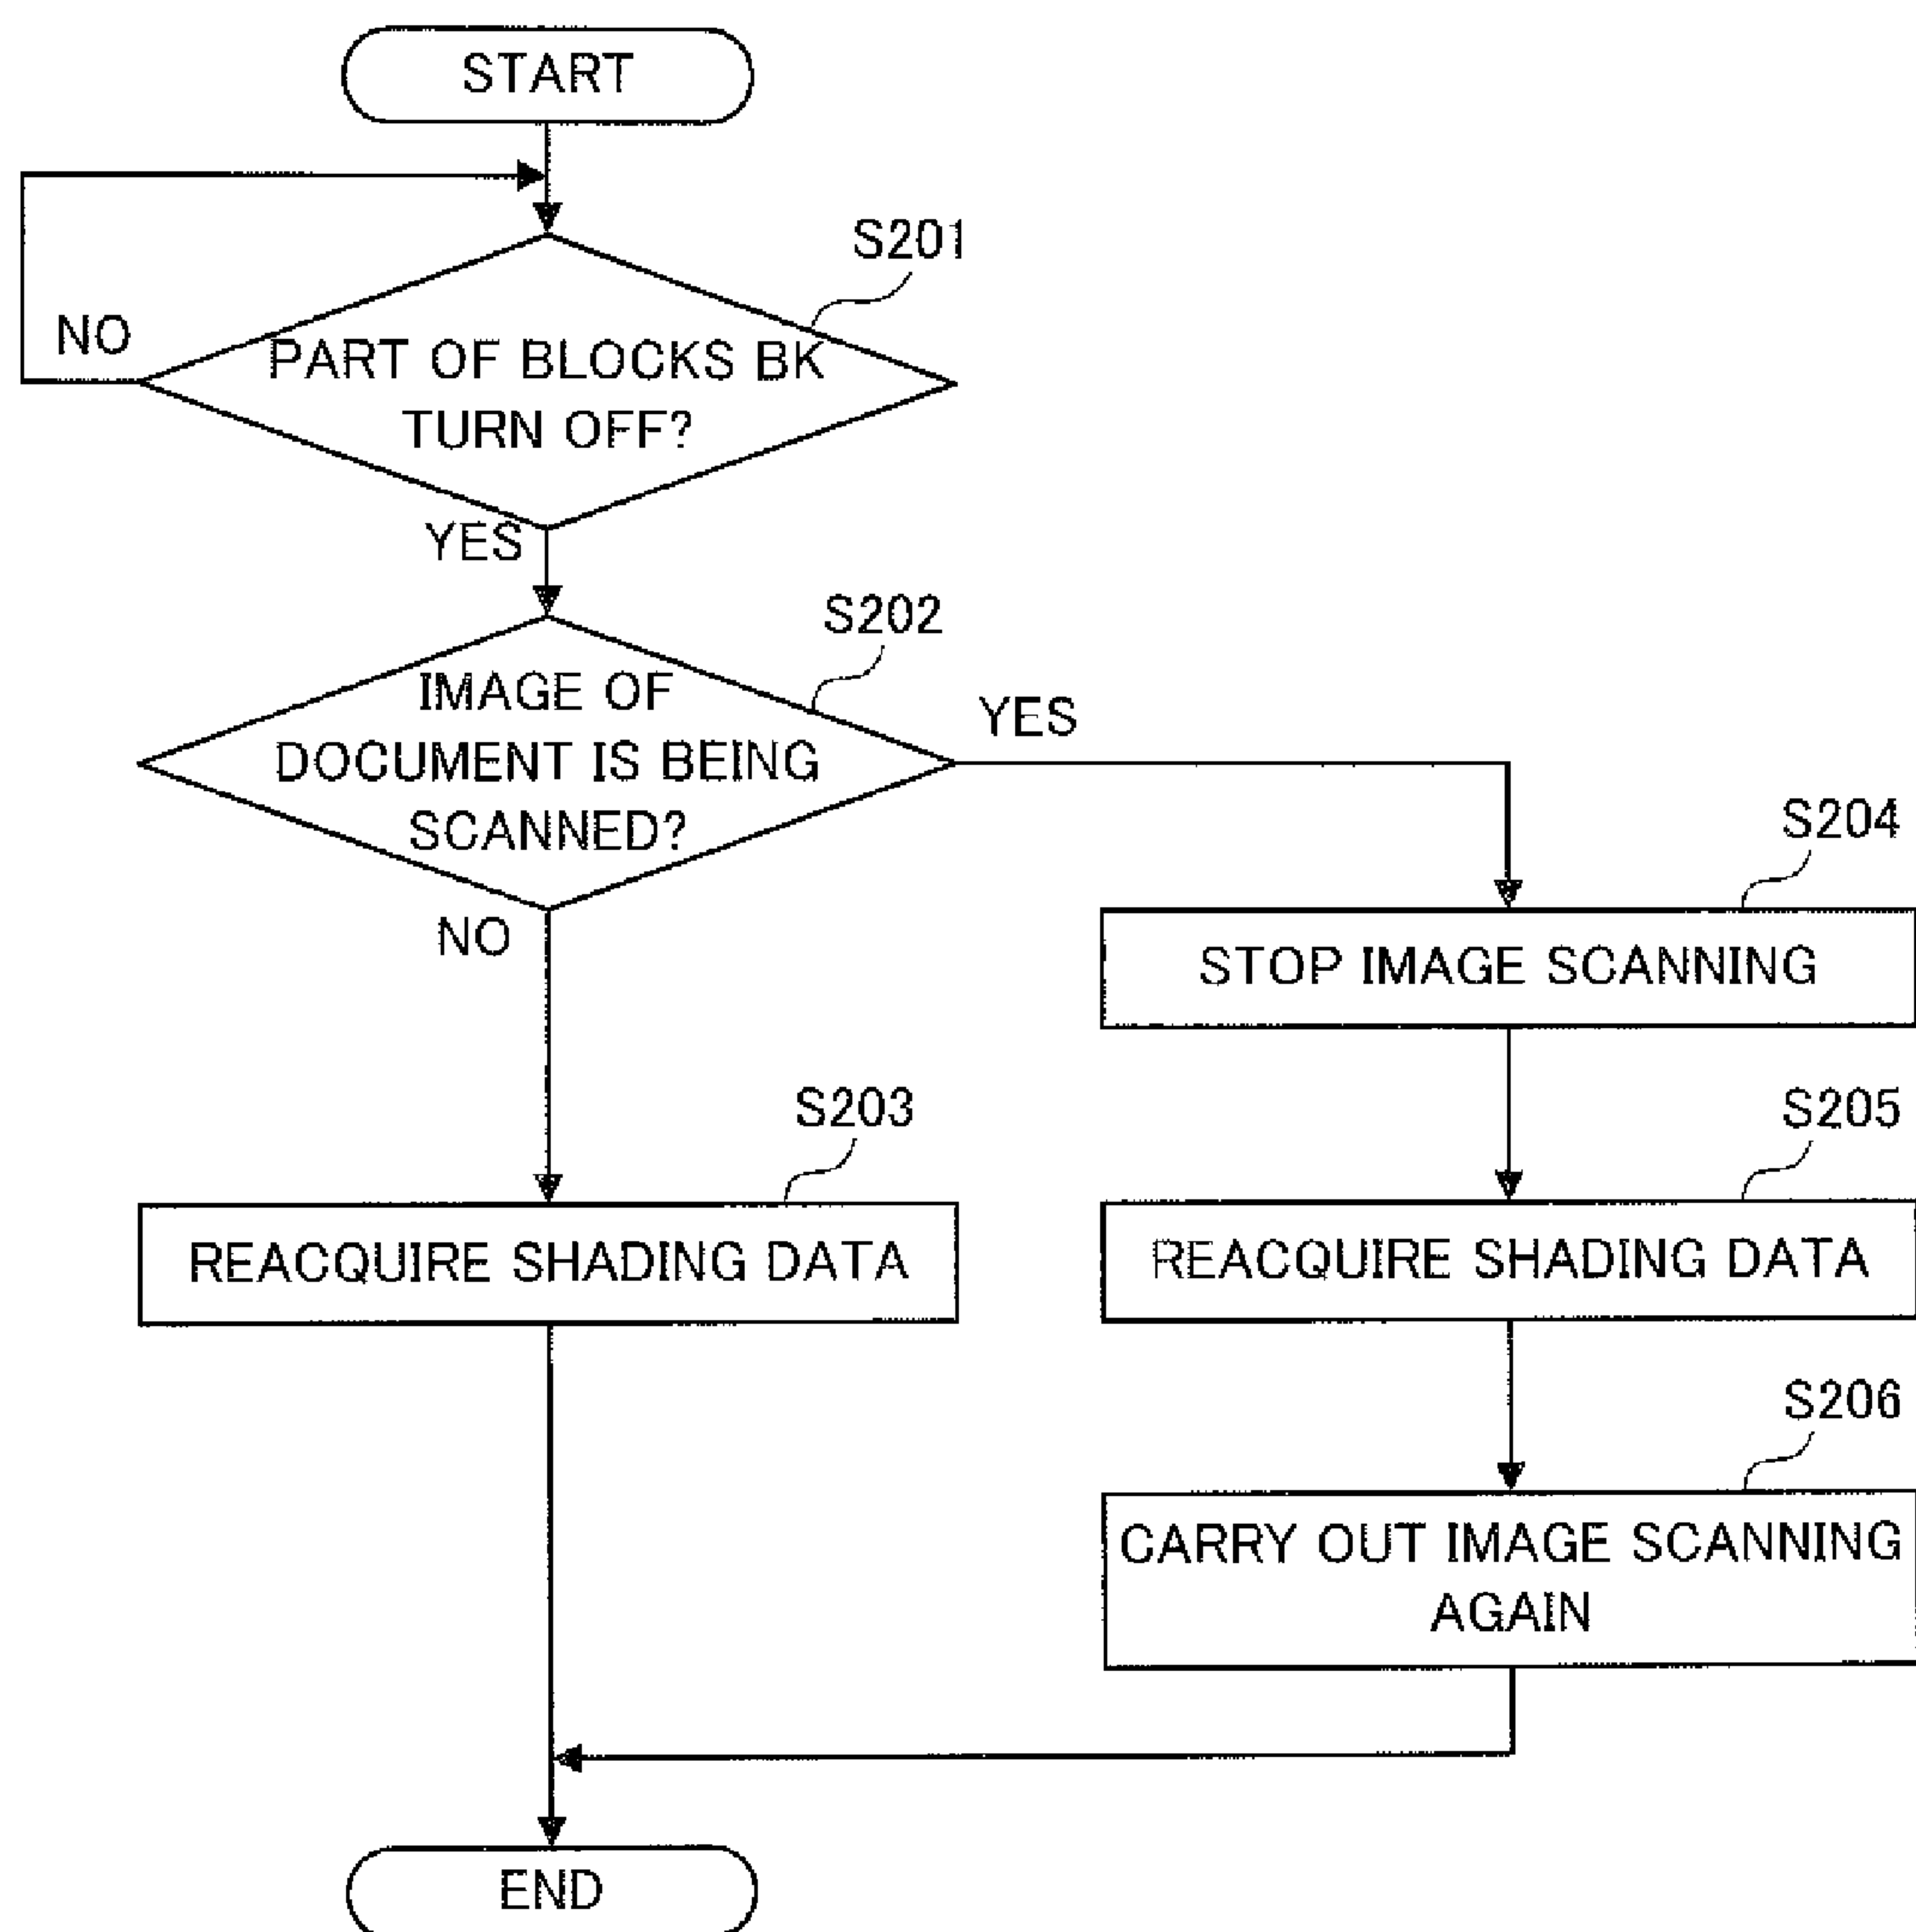 START
S201
NO
PART OF BLOCKS BK
TURN OFF?
YES
S202
IMAGE OF
DOCUMENT IS BEING
SCANNED?
YES
NO
S204
STOP IMAGE SCANNING
S203
REACQUIRE SHADING DATA
S205
REACQUIRE SHADING DATA
S206
CARRY OUT IMAGE SCANNING
AGAIN
END